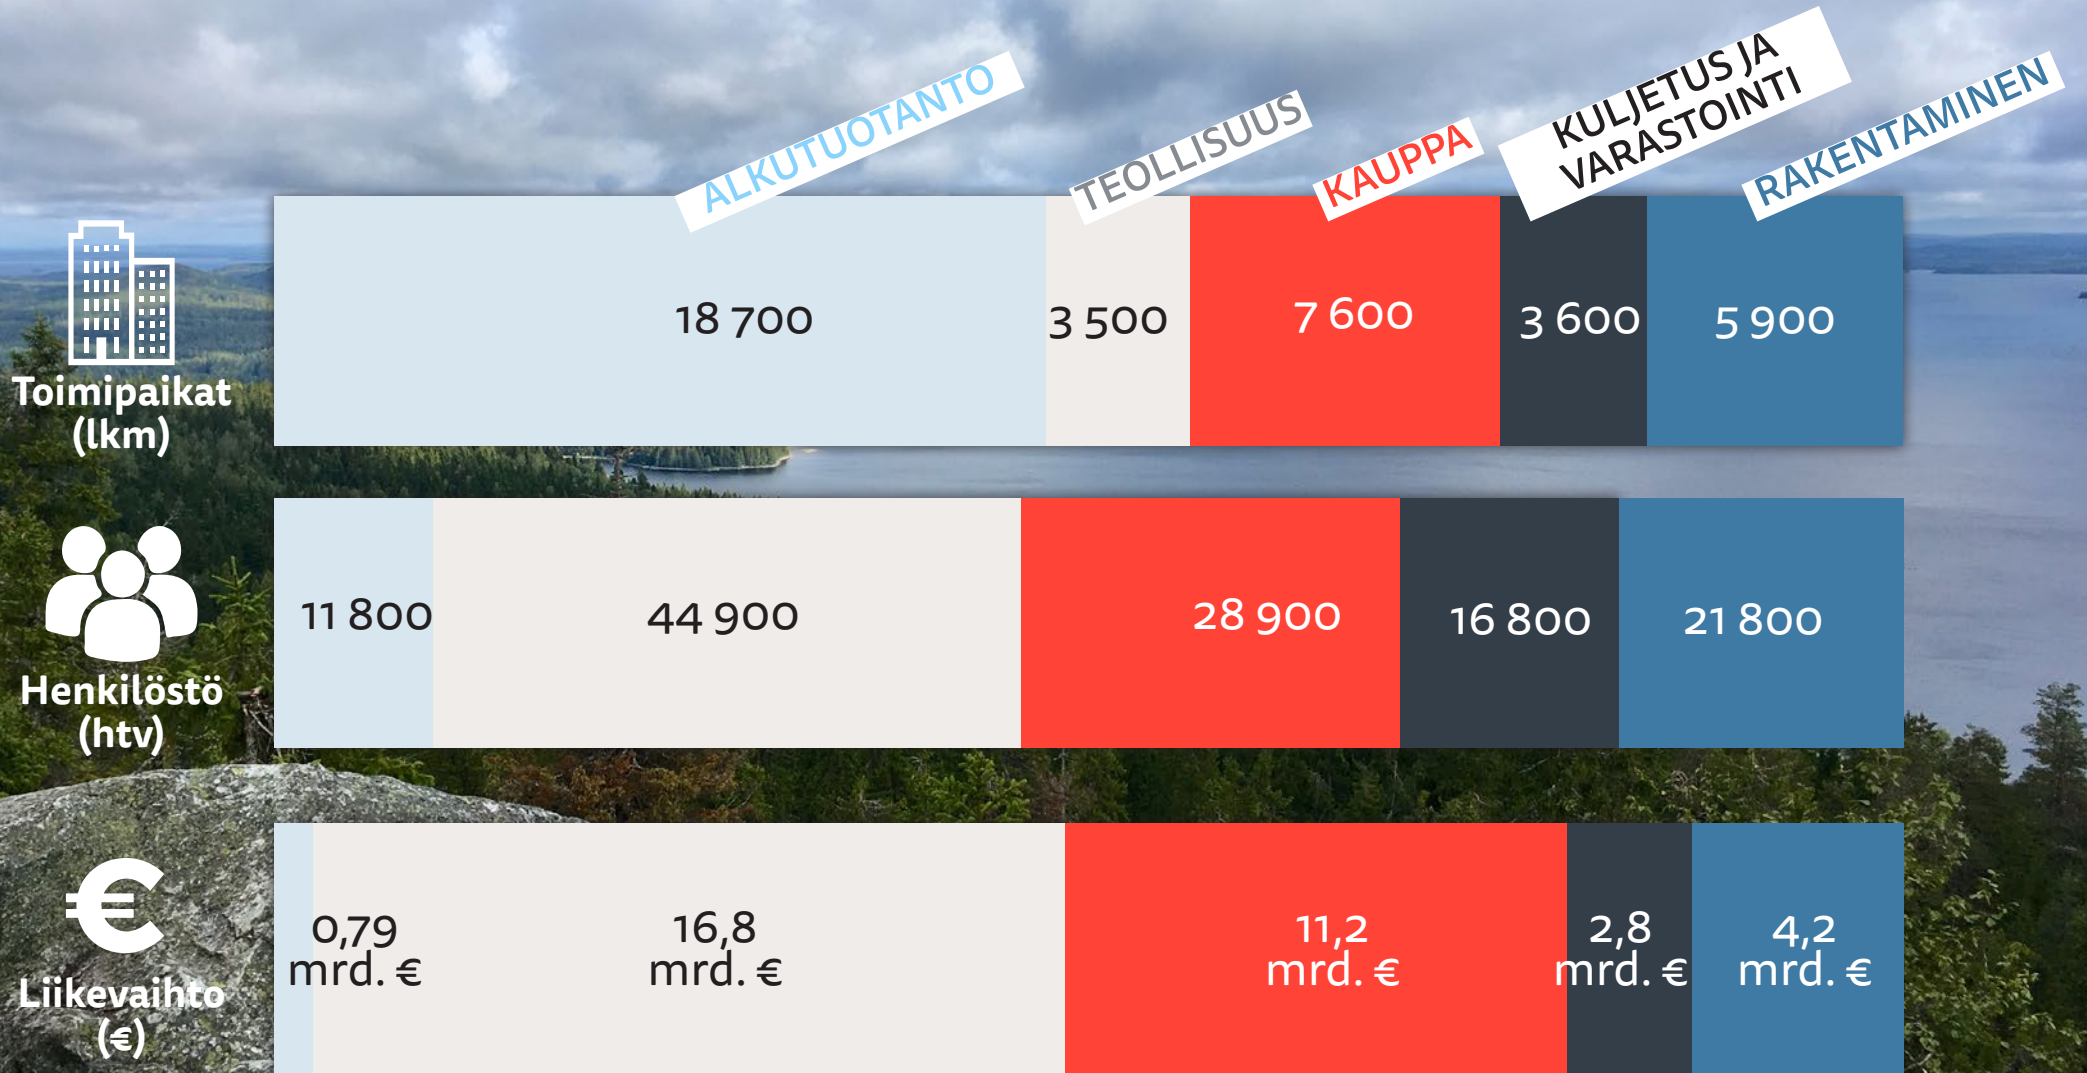 ALKUTUOTANTO
TEOLLISUUS
KAUPPA
KULJETUS JA
VARASTOINTI
RAKENTAMINEN
Toimipaikat
(lkm)
18 700
3 500
7 600
3 600
5 900
Henkilöstö
(htv)
11 800
44 900
28 900
16 800
21 800
€
Liikevaihto
(€)
0,79
mrd. €
16,8
mrd. €
11,2
mrd. €
2,8
mrd. €
4,2
mrd. €